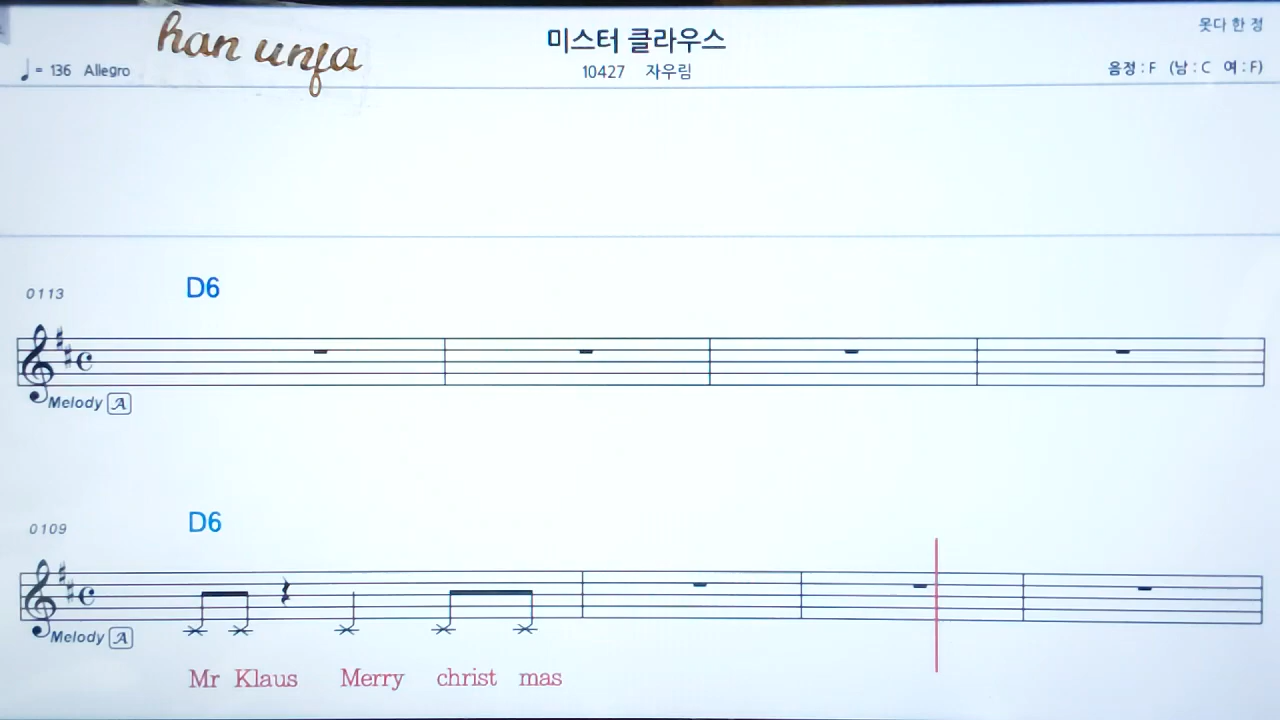 han unfa
미스터 클라우스
못다 한 정
♩ = 136 Allegro
10427 자우림
음정 : F (남 : C 여 : F)
0113
D6
Melody A
0109
D6
Melody A
Mr Klaus Merry christ mas